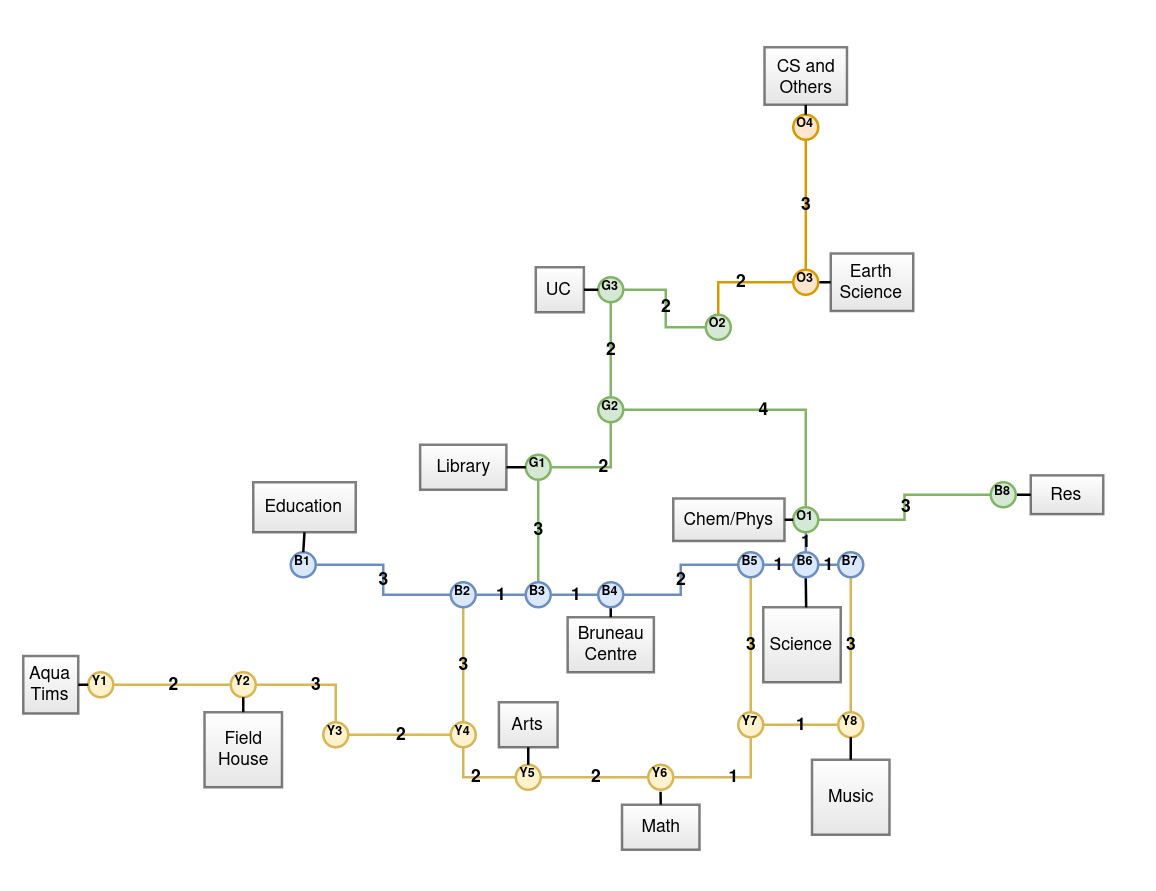 CS and
Others
O4
3
UC
G3
2
2
O3
Earth
Science
O2
2
G2
4
Library
G1
2
Education
Chem/Phys
O1
3
B8
Res
3
1
B1
3
B2
1
B3
1
B4
2
B5
1
B6
1
B7
Bruneau
Centre
Science
3
3
3
Aqua
Tims
Y1
2
Y2
3
Field
House
Y3
2
Y4
Arts
Y7
1
Y8
2
Y5
2
Y6
1
Math
Music